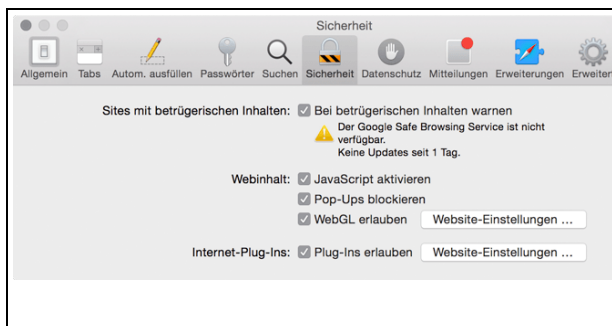 Sicherheit
Allgemein Tabs Autom. ausfüllen Passwörter Suchen Sicherheit Datenschutz Mitteilungen Erweiterungen Erweiter
Sites mit betrügerischen Inhalten: Bei betrügerischen Inhalten warnen
Der Google Safe Browsing Service ist nicht
verfügbar.
Keine Updates seit 1 Tag.
Webinhalt: JavaScript aktivieren
Pop-Ups blockieren
WebGL erlauben Website-Einstellungen ...
Internet-Plug-Ins: Plug-Ins erlauben Website-Einstellungen ...